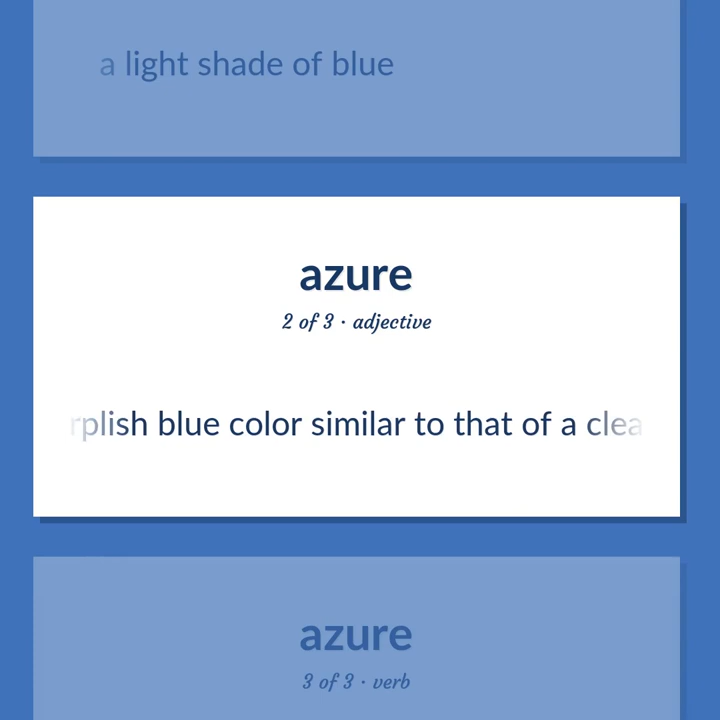 a light shade of blue
azure
2 of 3 · adjective
rplish blue color similar to that of a clea
azure
3 of 3 · verb